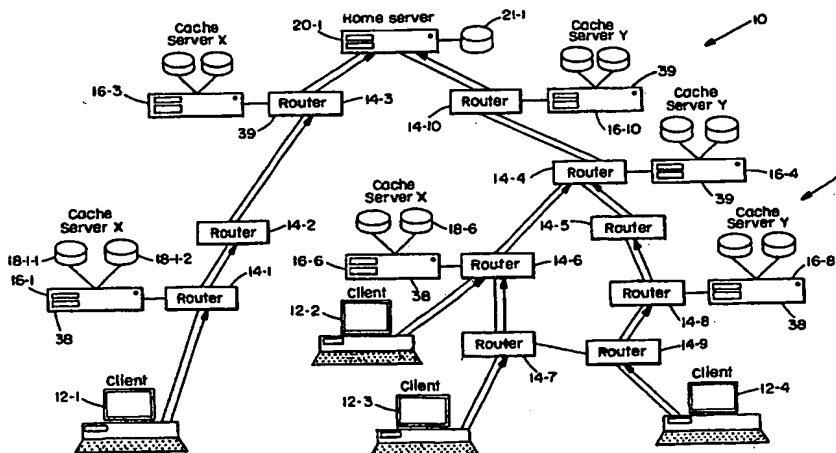 Home server
20-1
21-1
10
Cache
Server X
Cache
Server Y
16-3
Router
14-3
39
Router
14-10
39
16-10
Cache
Server Y
14-4
Router
16-4
39
Cache
Server X
Router
14-2
Cache
Server X
18-6
14-5
Router
Cache
Server Y
18-1-1
18-1-2
16-1
Router
14-1
38
16-6
Router
14-6
38
16-8
Router
14-8
38
12-2
Client
Router
14-7
Router
14-9
Client
12-1
Client
12-3
Client
12-4